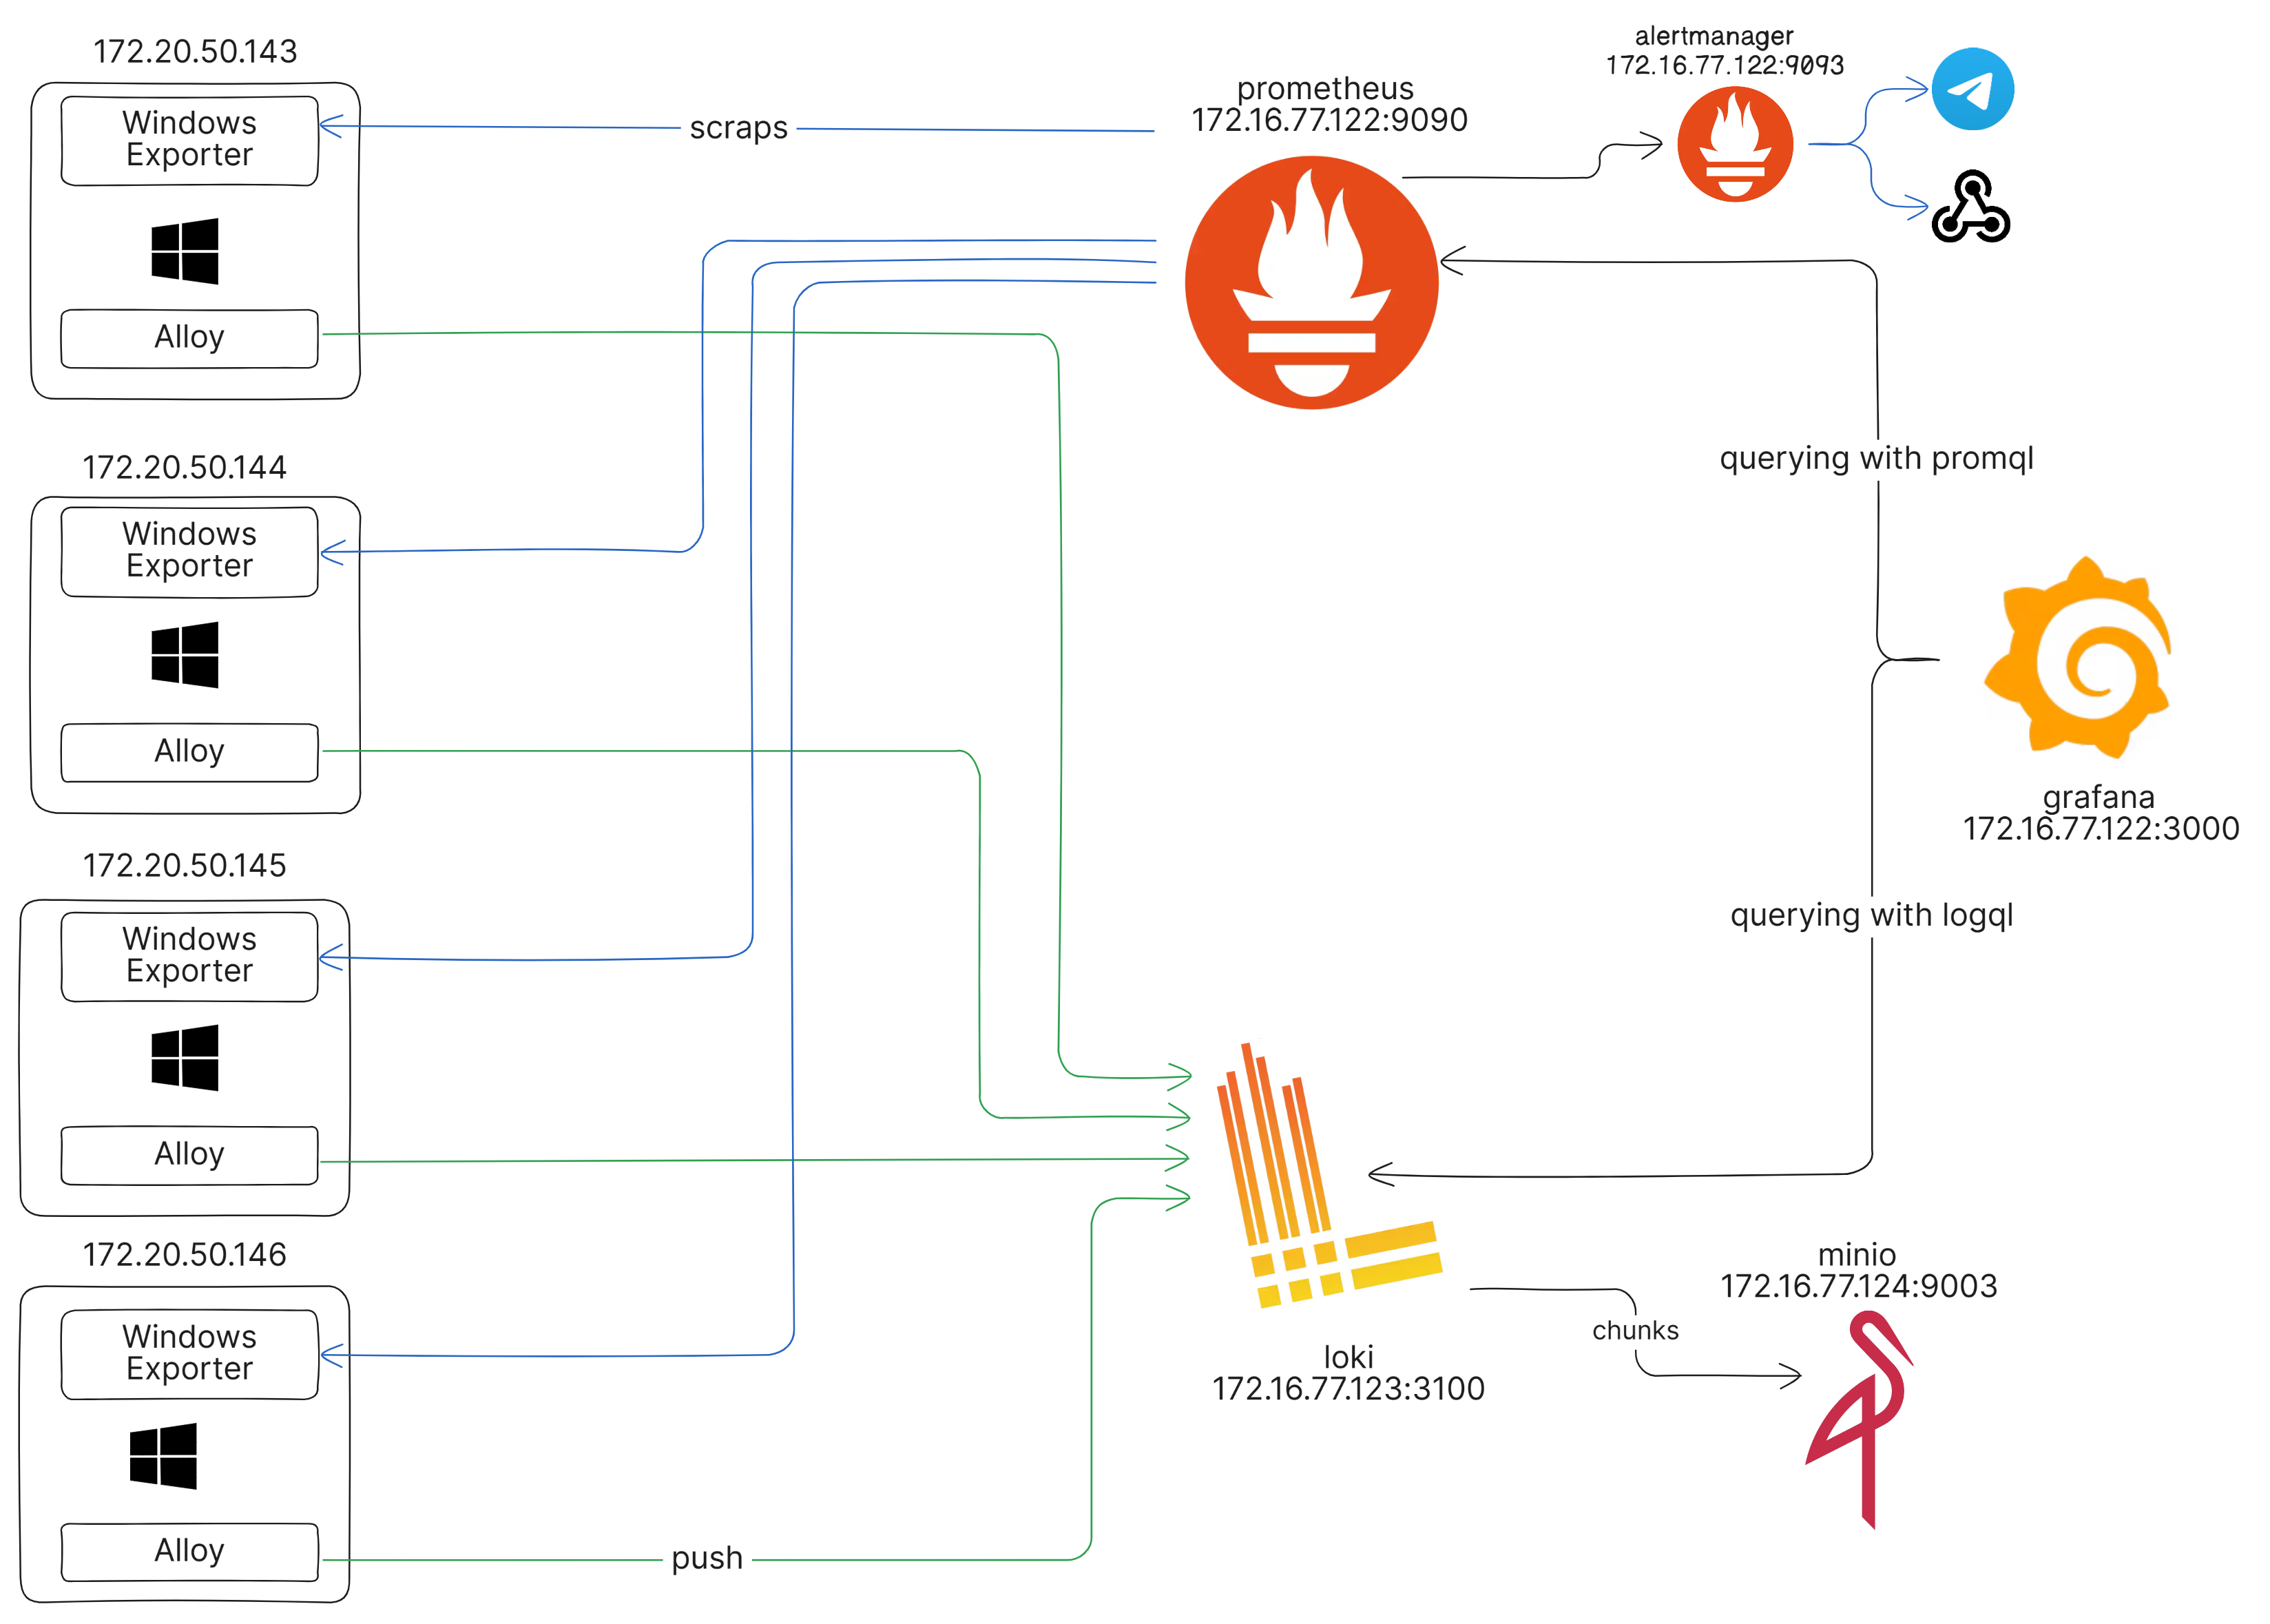 172.20.50.143
Windows
Exporter
Alloy
172.20.50.144
Windows
Exporter
Alloy
172.20.50.145
Windows
Exporter
Alloy
172.20.50.146
Windows
Exporter
Alloy
scraps
push
prometheus
172.16.77.122:9090
alertmanager
172.16.77.122:9093
querying with promql
grafana
172.16.77.122:3000
querying with logql
loki
172.16.77.123:3100
chunks
minio
172.16.77.124:9003